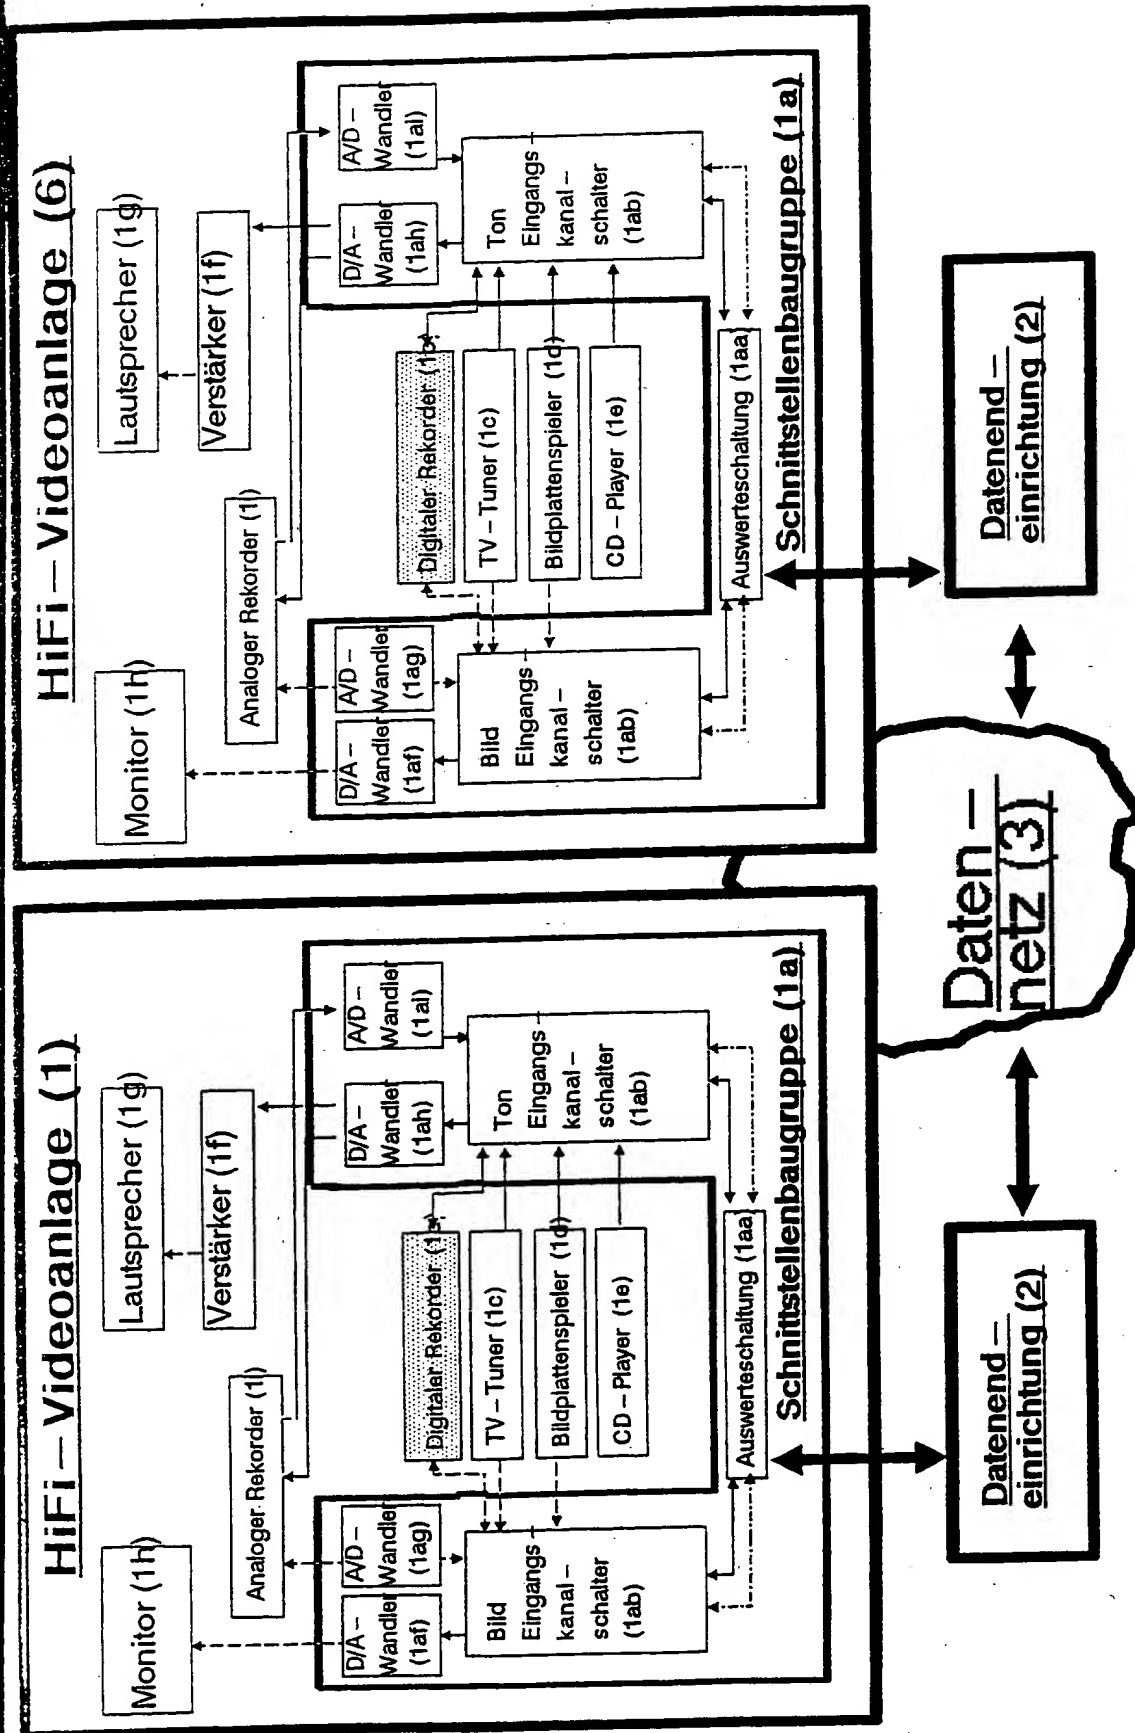 HiFi – Videoanlage (1)
Monitor (1h)
Lautsprecher (1g)
Verstärker (1f)
Analoger Rekorder (1i)
D/A –
Wandler
(1af)
A/D –
Wandler
(1ag)
D/A –
Wandler
(1ah)
A/D –
Wandler
(1ai)
Digitaler Rekorder
TV – Tuner (1c)
Bildplattenspieler (1d)
CD – Player (1e)
Bild
Eingangs –
kanal –
schalter
(1ab)
Ton
Eingangs –
kanal –
schalter
(1ab)
Auswerteschaltung (1aa)
Schnittstellenbaugruppe (1a)
Datenend –
einrichtung (2)
HiFi – Videoanlage (6)
Monitor (1h)
Lautsprecher (1g)
Verstärker (1f)
Analoger Rekorder (1i)
D/A –
Wandler
(1af)
A/D –
Wandler
(1ag)
D/A –
Wandler
(1ah)
A/D –
Wandler
(1ai)
Digitaler Rekorder (1b)
TV – Tuner (1c)
Bildplattenspieler (1d)
CD – Player (1e)
Bild
Eingangs –
kanal –
schalter
(1ab)
Ton
Eingangs –
kanal –
schalter
(1ab)
Auswerteschaltung (1aa)
Schnittstellenbaugruppe (1a)
Datenend –
einrichtung (2)
Daten –
netz (3)